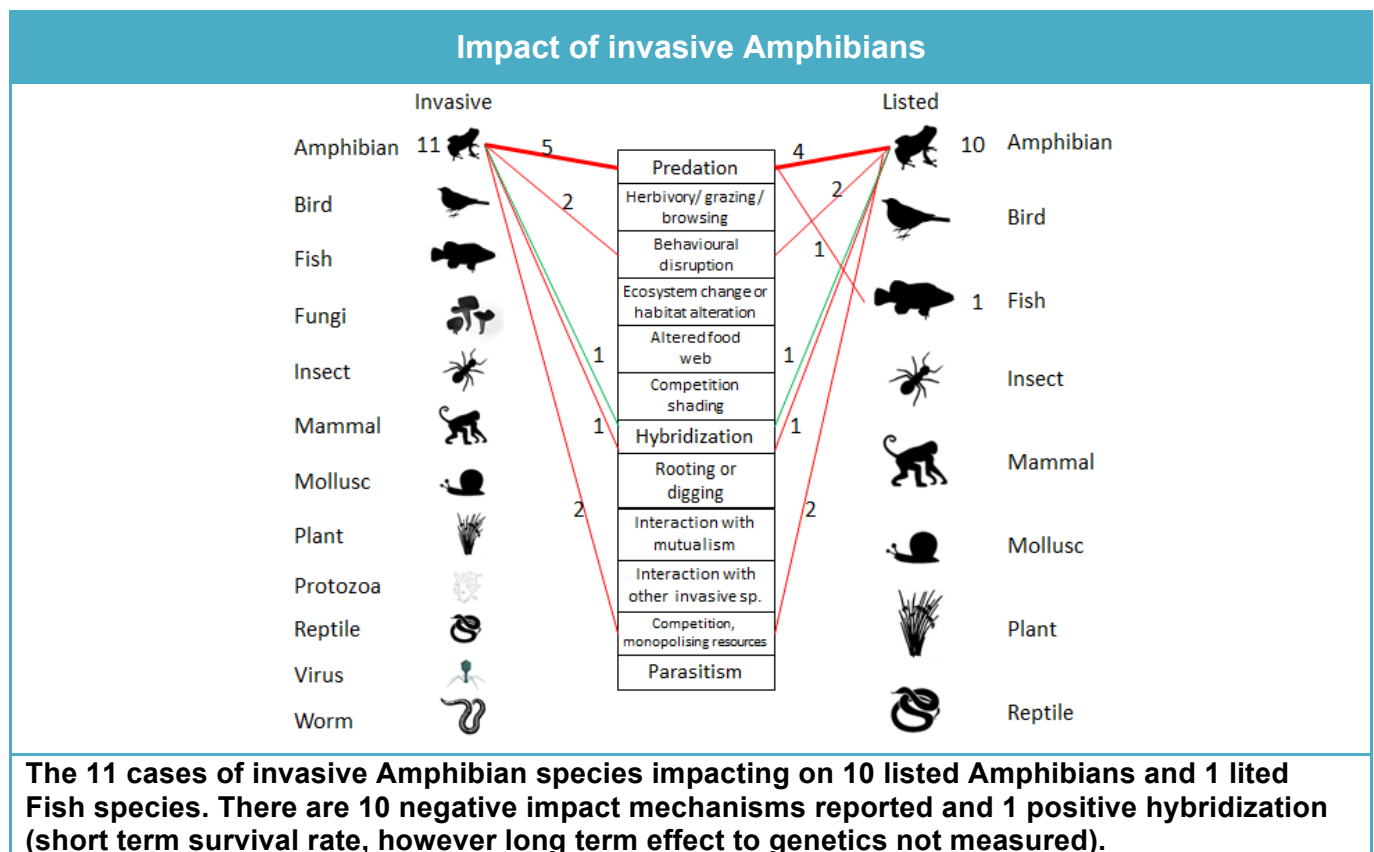 Impact of invasive Amphibians
Invasive
Listed
Amphibian 11
5
4
10 Amphibian
Predation
Bird
2
Herbivory/ grazing/
browsing
2
Bird
Fish
Behavioural
disruption
1
1 Fish
Fungi
Ecosystem change or
habitat alteration
Insect
1
Altered food
web
1
Insect
Competition
shading
Mammal
1
Hybridization
1
Mammal
Mollusc
Rooting or
digging
2
2
Plant
Interaction with
mutualism
Mollusc
Protozoa
Interaction with
other invasive sp.
Reptile
Competition,
monopolising resources
Plant
Virus
Parasitism
Worm
Reptile
The 11 cases of invasive Amphibian species impacting on 10 listed Amphibians and 1 lited
Fish species. There are 10 negative impact mechanisms reported and 1 positive hybridization
(short term survival rate, however long term effect to genetics not measured).